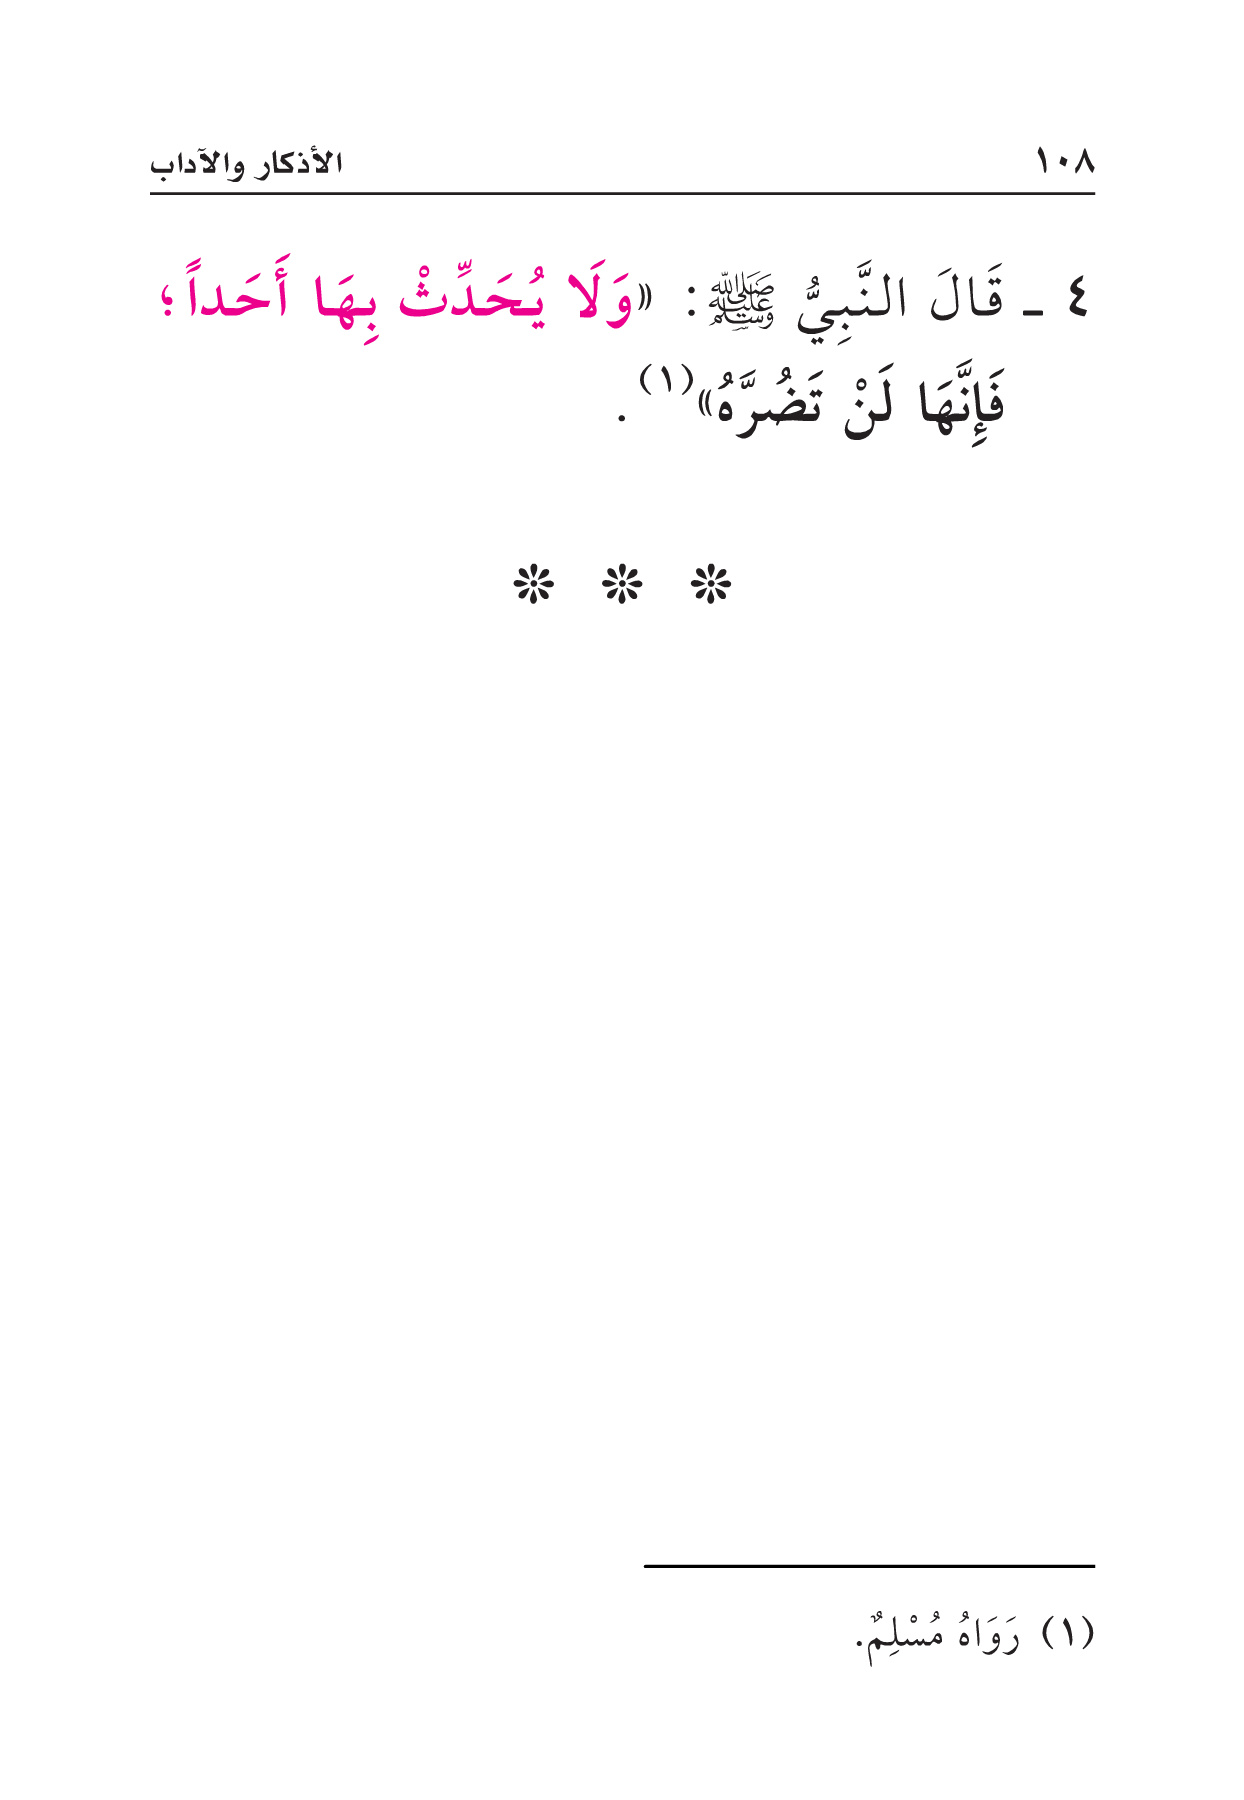 ١٠٨ الأذكار والآداب
٤ ـ قَالَ النَّبِيُّ ﷺ: «وَلَا يُحَدِّثْ بِهَا أَحَداً؛
فَإِنَّهَا لَنْ تَضُرَّهُ»(١).
(١) رَوَاهُ مُسْلِمٌ.